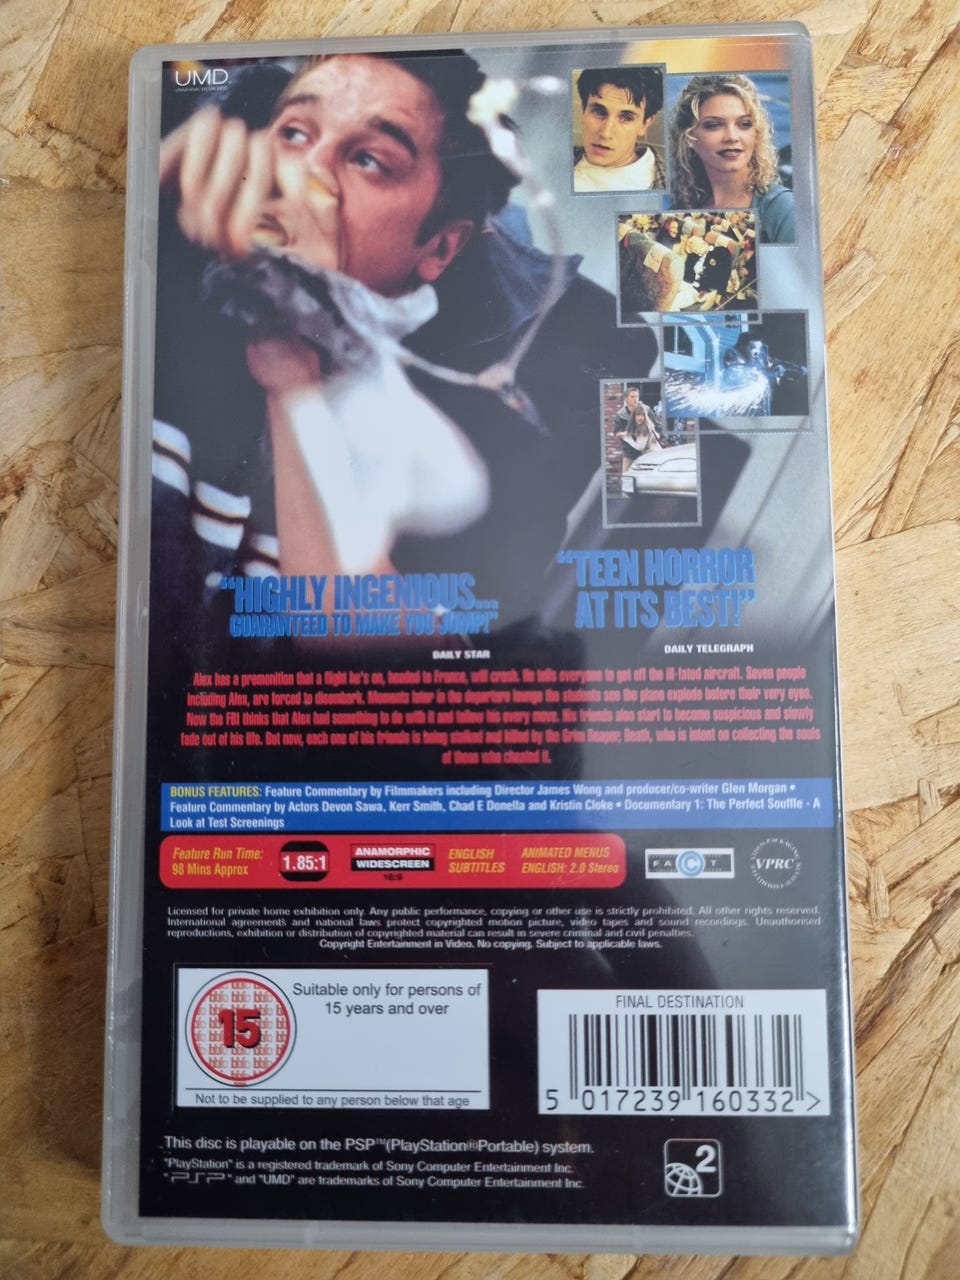 UMD
"HIGHLY INGENIOUS...
GUARANTEED TO MAKE YOU JUMP!"
DAILY STAR
"TEEN HORROR
AT ITS BEST!"
DAILY TELEGRAPH
Alex has a premonition that a flight he's on, headed to France, will crash. He tells everyone to get off the ill-fated aircraft. Seven people
including Alex, are forced to disembark. Moments later in the departure lounge the students see the plane explode before their very eyes.
Now the FBI thinks that Alex had something to do with it and follow his every move. His friends also start to become suspicious and slowly
fade out of his life. But now, each one of his friends is being stalked and killed by the Grim Reaper; Death, who is intent on collecting the souls
of those who cheated it.
BONUS FEATURES: Feature Commentary by Filmmakers including Director James Wong and producer/co-writer Glen Morgan •
Feature Commentary by Actors Devon Sawa, Kerr Smith, Chad E Donella and Kristin Cloke • Documentary 1: The Perfect Souffle - A
Look at Test Screenings
Feature Run Time:
98 Mins Approx
1.85:1
ANAMORPHIC
WIDESCREEN
16:9
ENGLISH
SUBTITLES
ANIMATED MENUS
ENGLISH: 2.0 Stereo
FACT
VPRC
Licensed for private home exhibition only. Any public performance, copying or other use is strictly prohibited. All other rights reserved.
International agreements and national laws protect copyrighted motion picture, video tapes and sound recordings. Unauthorised
reproductions, exhibition or distribution of copyrighted material can result in severe criminal and civil penalties.
Copyright Entertainment in Video. No copying. Subject to applicable laws.
15
Suitable only for persons of
15 years and over
Not to be supplied to any person below that age
FINAL DESTINATION
5 017239 160332 >
This disc is playable on the PSP™(PlayStation®Portable) system.
"PlayStation" is a registered trademark of Sony Computer Entertainment Inc.
"PSP" and "UMD" are trademarks of Sony Computer Entertainment Inc.
2